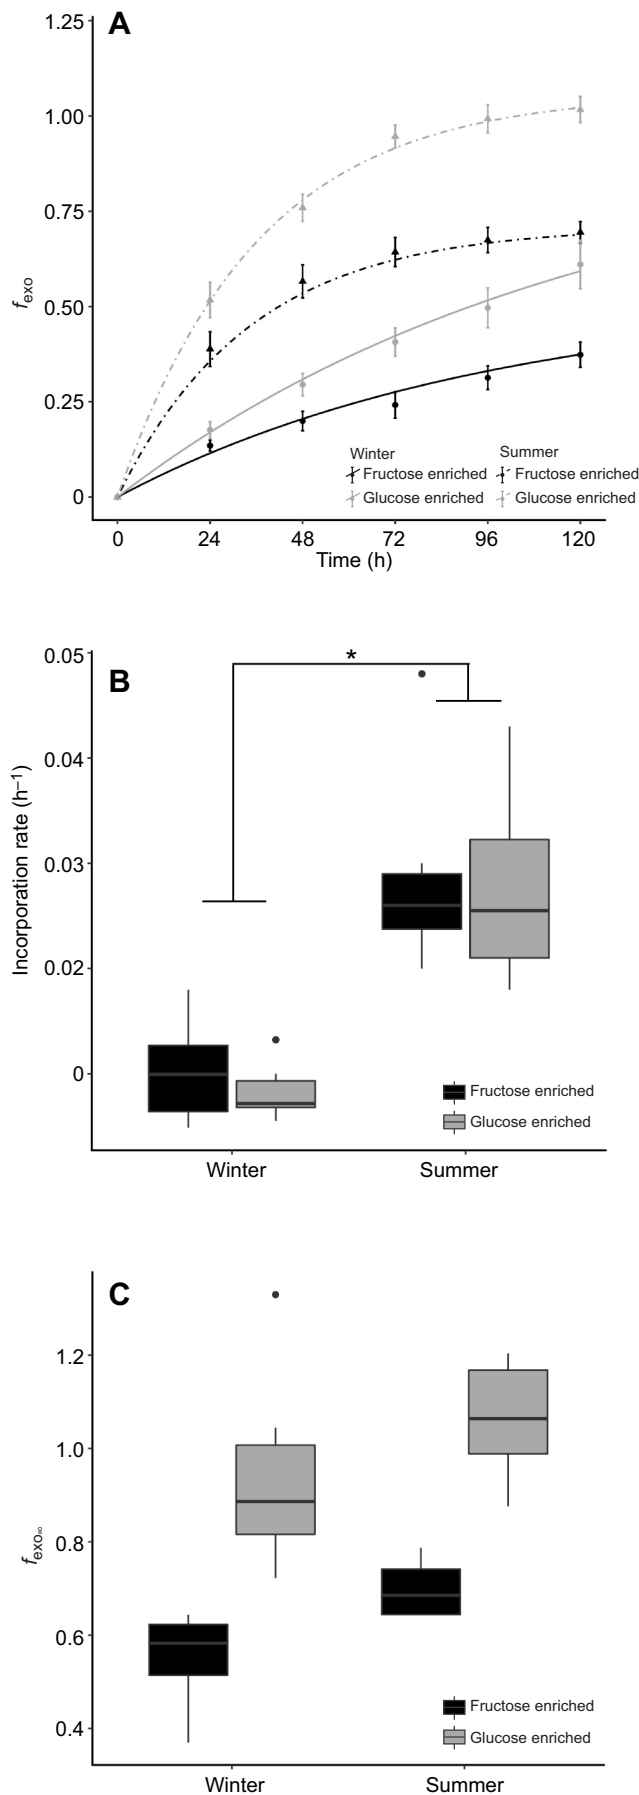 A
1.25
1.00
0.75
0.50
0.25
0
fexo
Winter Summer
Fructose enriched Fructose enriched
Glucose enriched Glucose enriched
0 24 48 72 96 120
Time (h)
B
*
0.05
0.04
0.03
0.02
0
Incorporation rate (h–1)
Fructose enriched
Glucose enriched
Winter Summer
C
1.2
1.0
0.8
0.6
0.4
fexo∞
Fructose enriched
Glucose enriched
Winter Summer